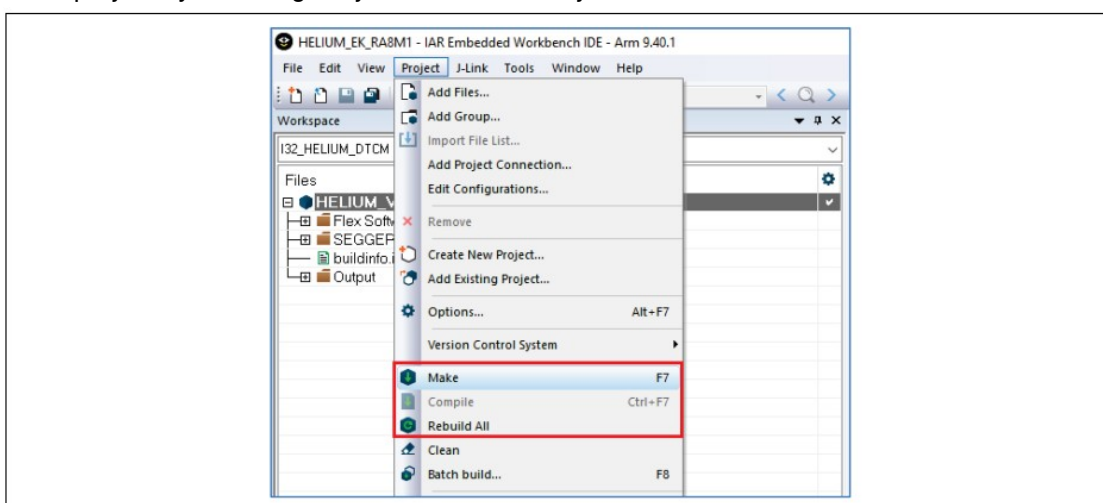 HELIUM_EK_RA8M1 - IAR Embedded Workbench IDE - Arm 9.40.1
File Edit View Project J-Link Tools Window Help
Workspace
I32_HELIUM_DTCM
Files
HELIUM_V
Flex Softw
SEGGER
buildinfo.i
Output
Add Files...
Add Group...
Import File List...
Add Project Connection...
Edit Configurations...
Remove
Create New Project...
Add Existing Project...
Options... Alt+F7
Version Control System
Make F7
Compile Ctrl+F7
Rebuild All
Clean
Batch build... F8